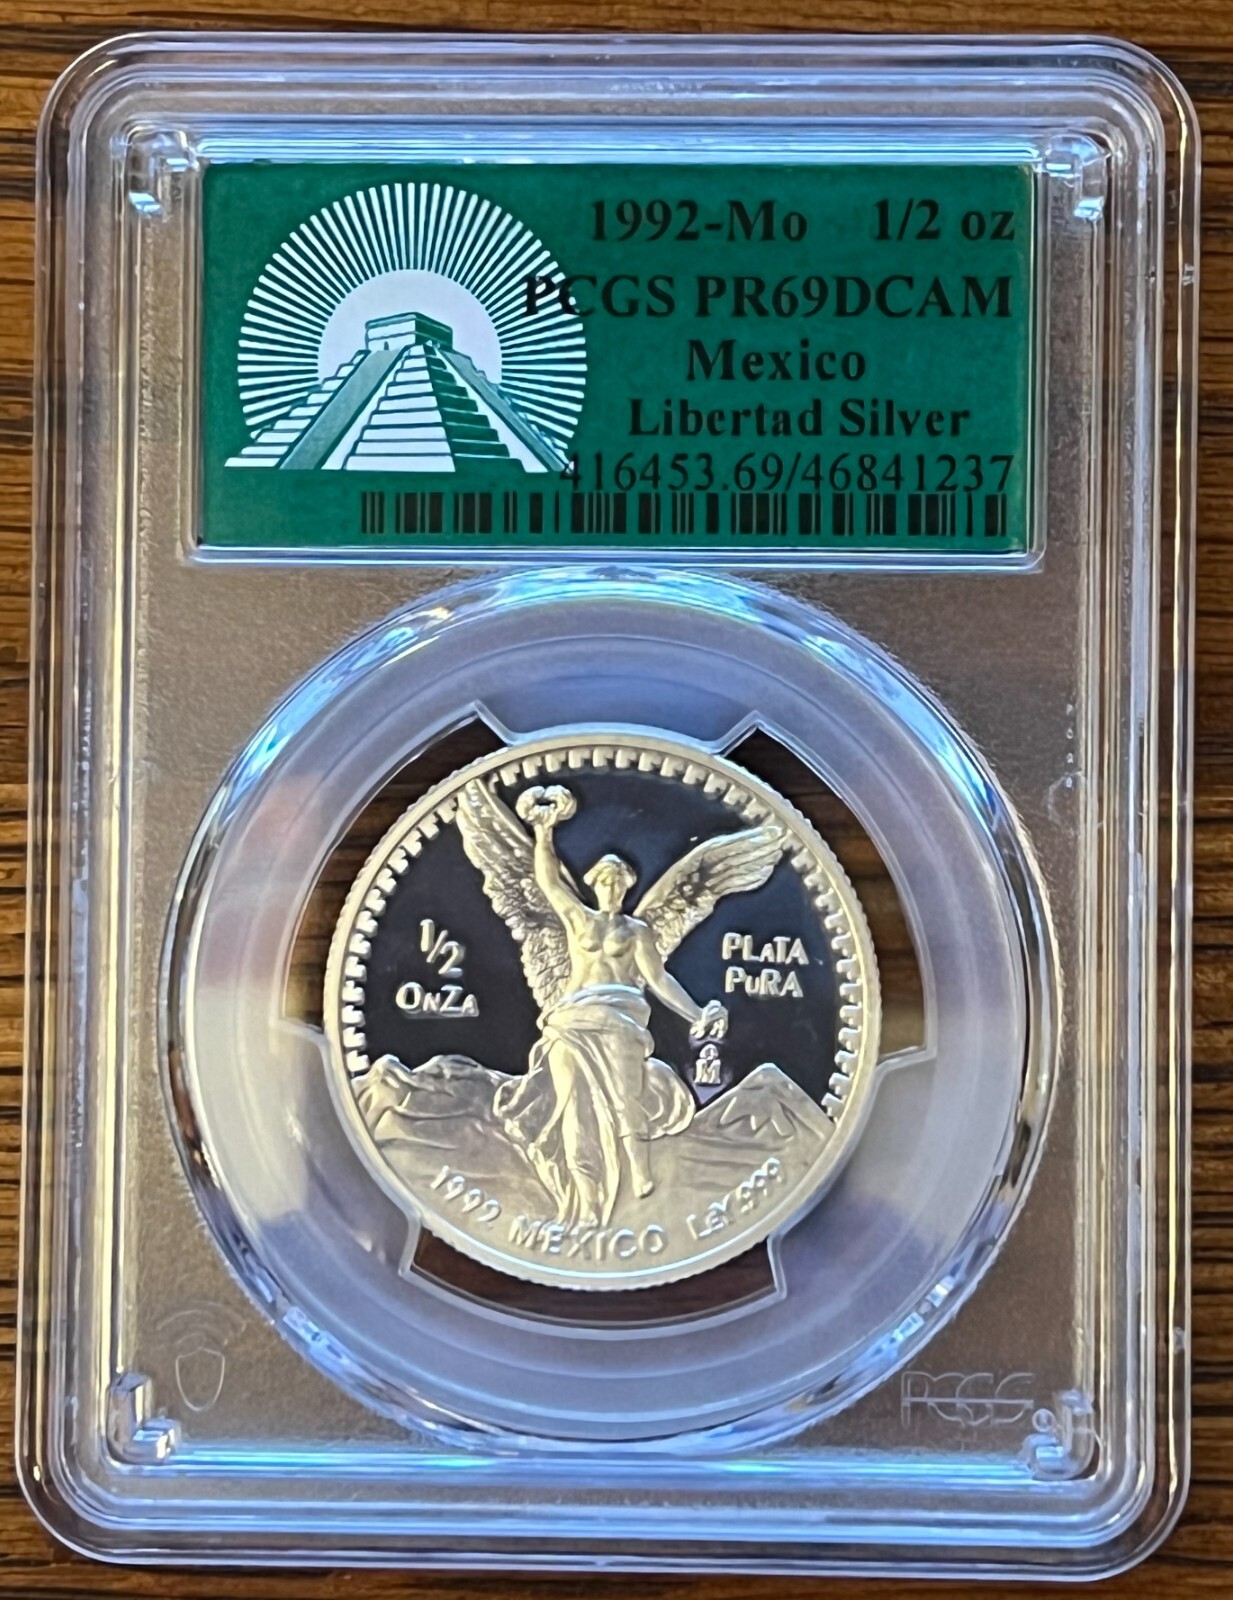 1992-Mo 1/2 oz
PCGS PR69DCAM
Mexico
Libertad Silver
416453.69/46841237
1/2
ONZA
PLATA
PURA
Mo
1992 MEXICO LEY .999
PCGS